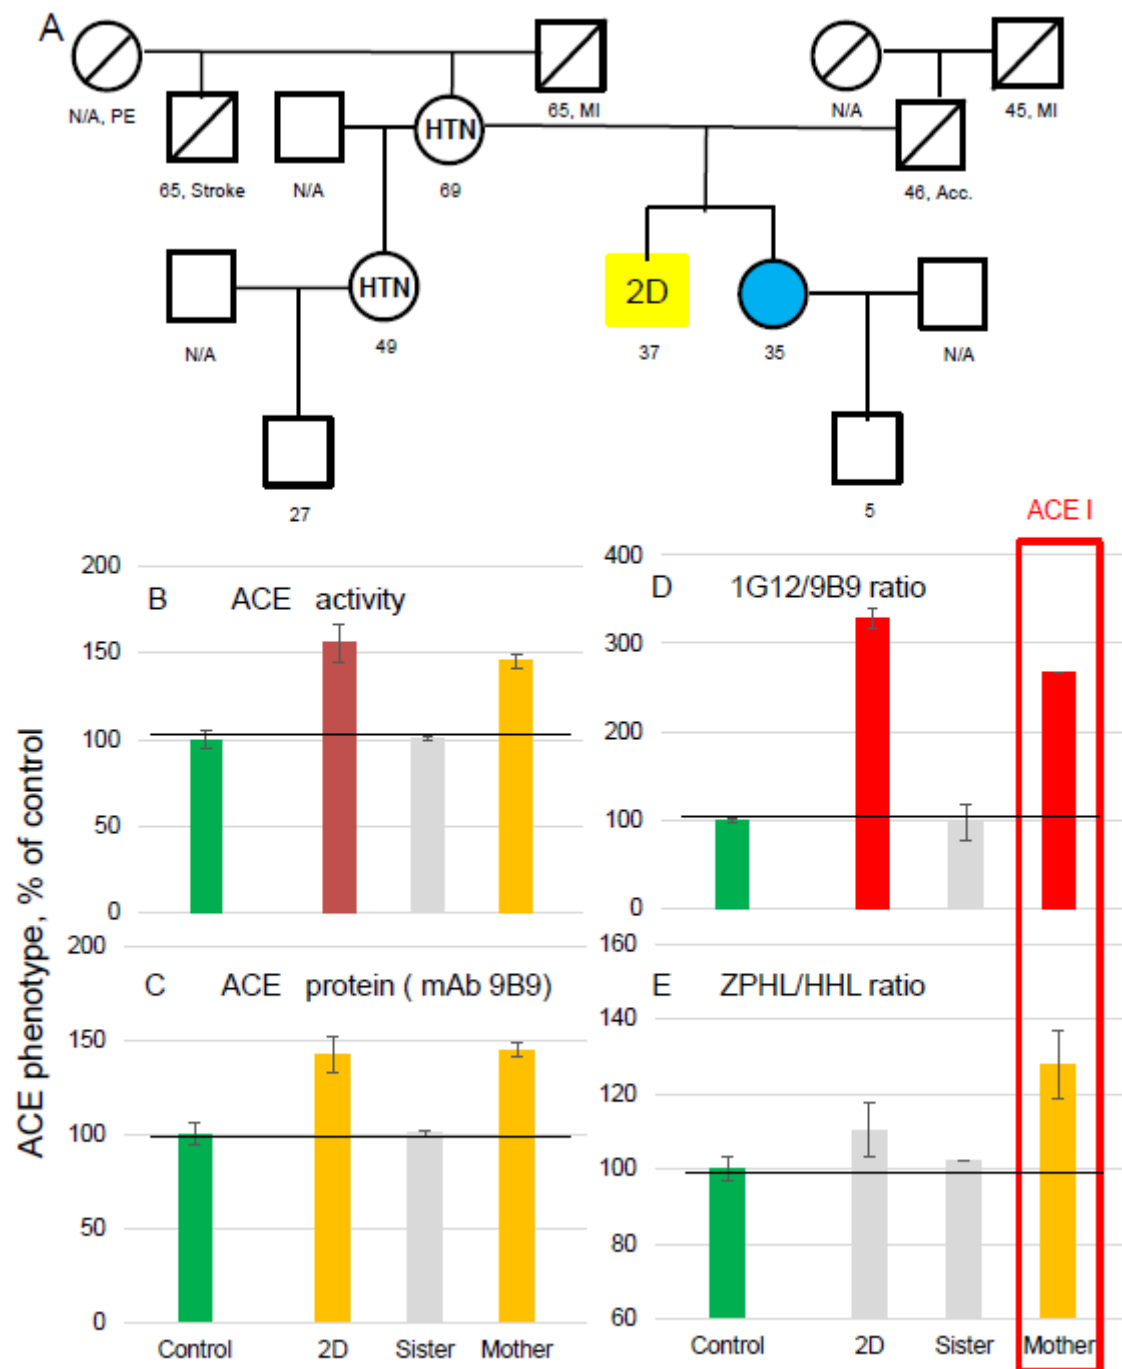 A
N/A, PE
65, MI
N/A
45, MI
HTN
65, Stroke
N/A
69
46, Acc.
HTN
2D
N/A
49
37
35
N/A
27
5
ACE I
ACE phenotype, % of control
B ACE activity
200
150
100
50
0
D 1G12/9B9 ratio
400
300
200
100
0
C ACE protein ( mAb 9B9)
200
150
100
50
0
Control 2D Sister Mother
E ZPHL/HHL ratio
160
140
120
100
80
60
Control 2D Sister Mother